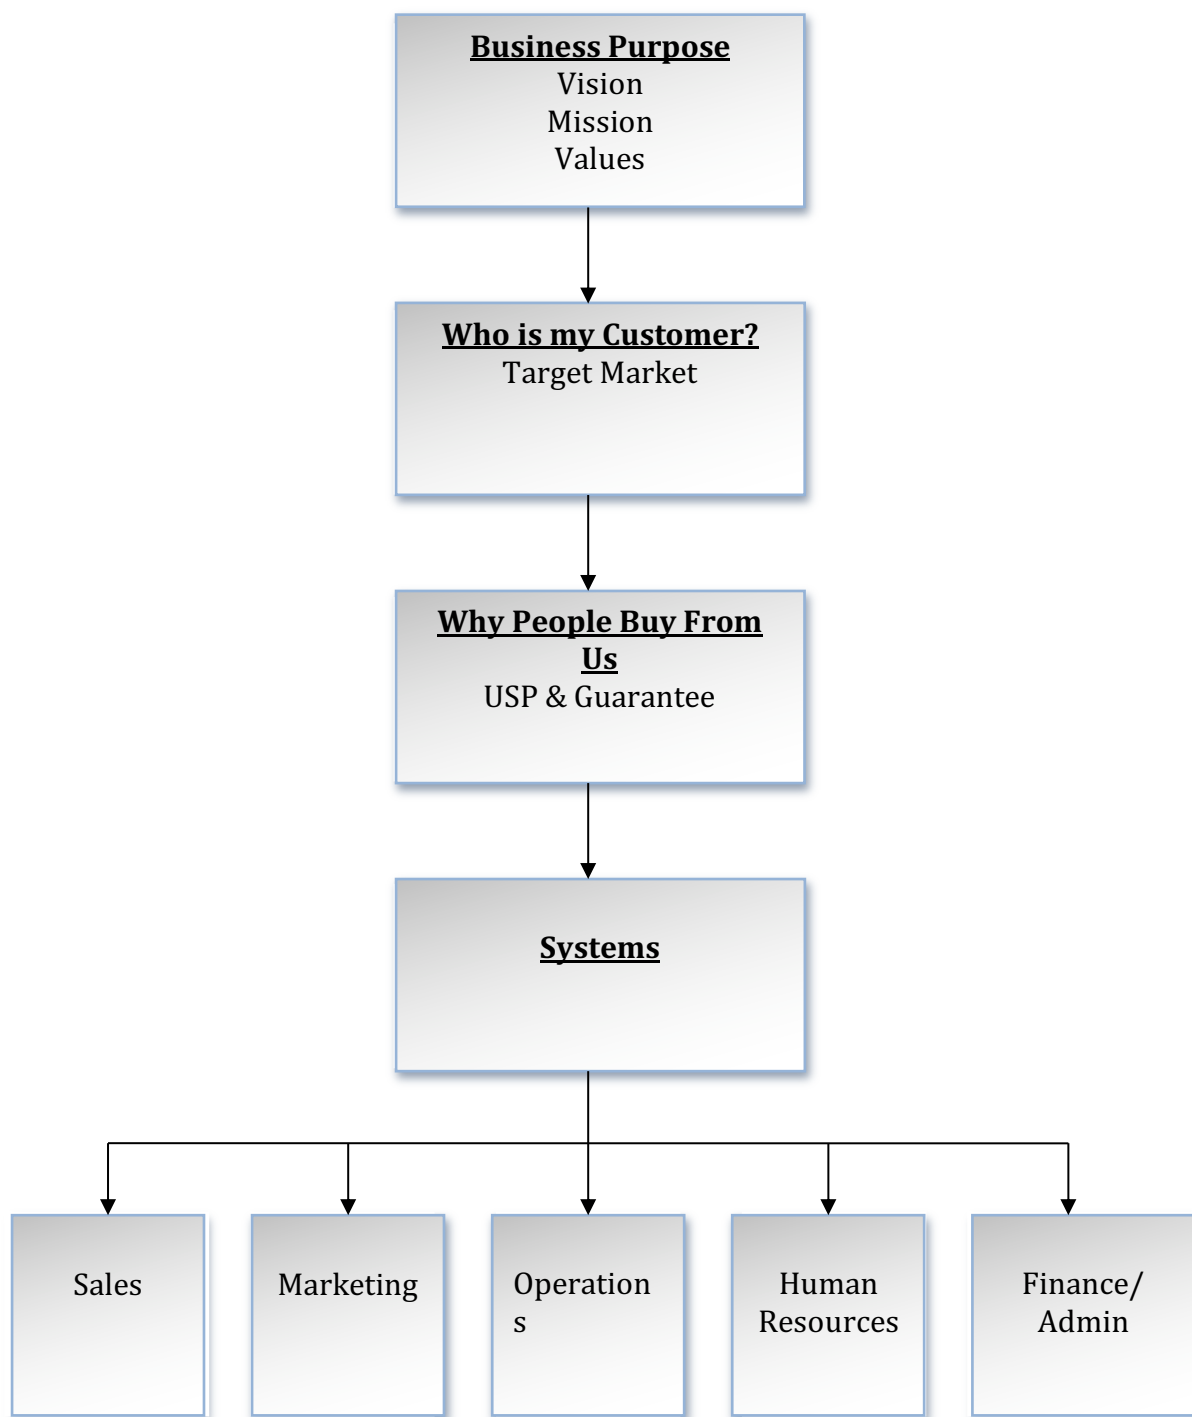 Business Purpose
Vision
Mission
Values
Who is my Customer?
Target Market
Why People Buy From
Us
USP & Guarantee
Systems
Sales
Marketing
Operation
s
Human
Resources
Finance/
Admin